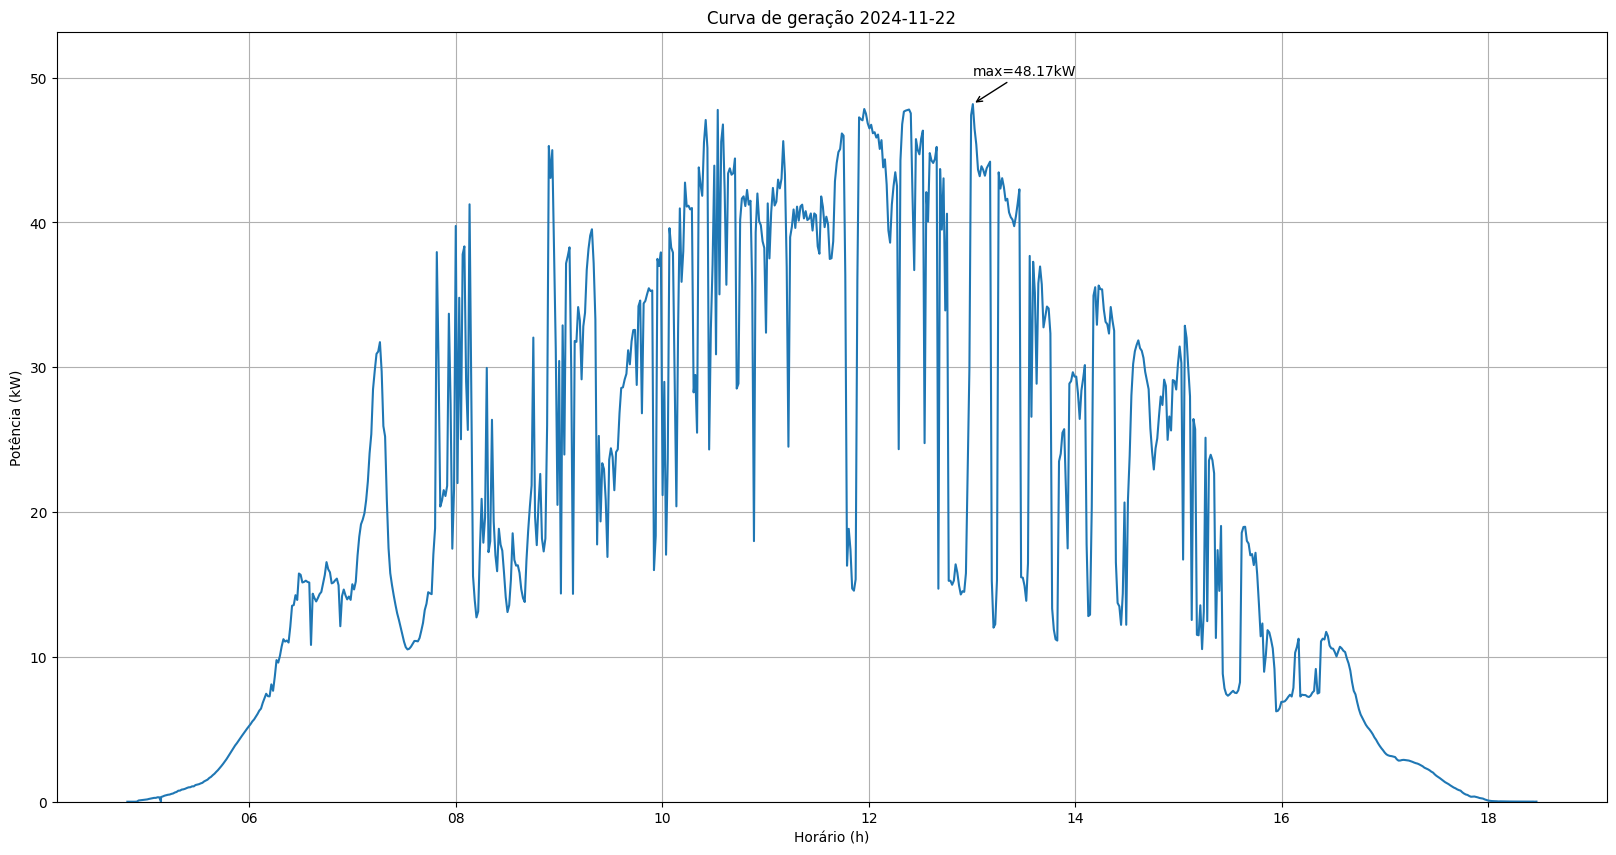 Curva de geração 2024-11-22
max=48.17kW
Potência (kW)
50
40
30
20
10
0
06 08 10 12 14 16 18
Horário (h)